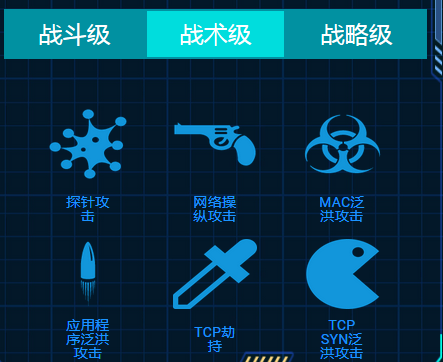 战斗级 战术级 战略级
探针攻 网络操 MAC泛
击 纵攻击 洪攻击
应用程 TCP劫 TCP
序泛洪 持 SYN泛
攻击 洪攻击